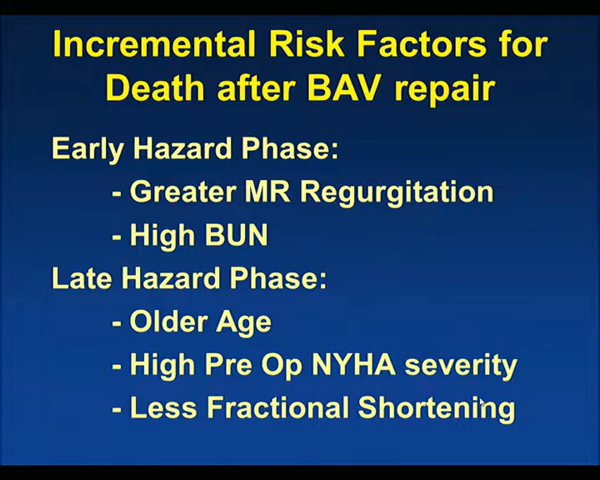 Incremental Risk Factors for
Death after BAV repair
Early Hazard Phase:
- Greater MR Regurgitation
- High BUN
Late Hazard Phase:
- Older Age
- High Pre Op NYHA severity
- Less Fractional Shortening